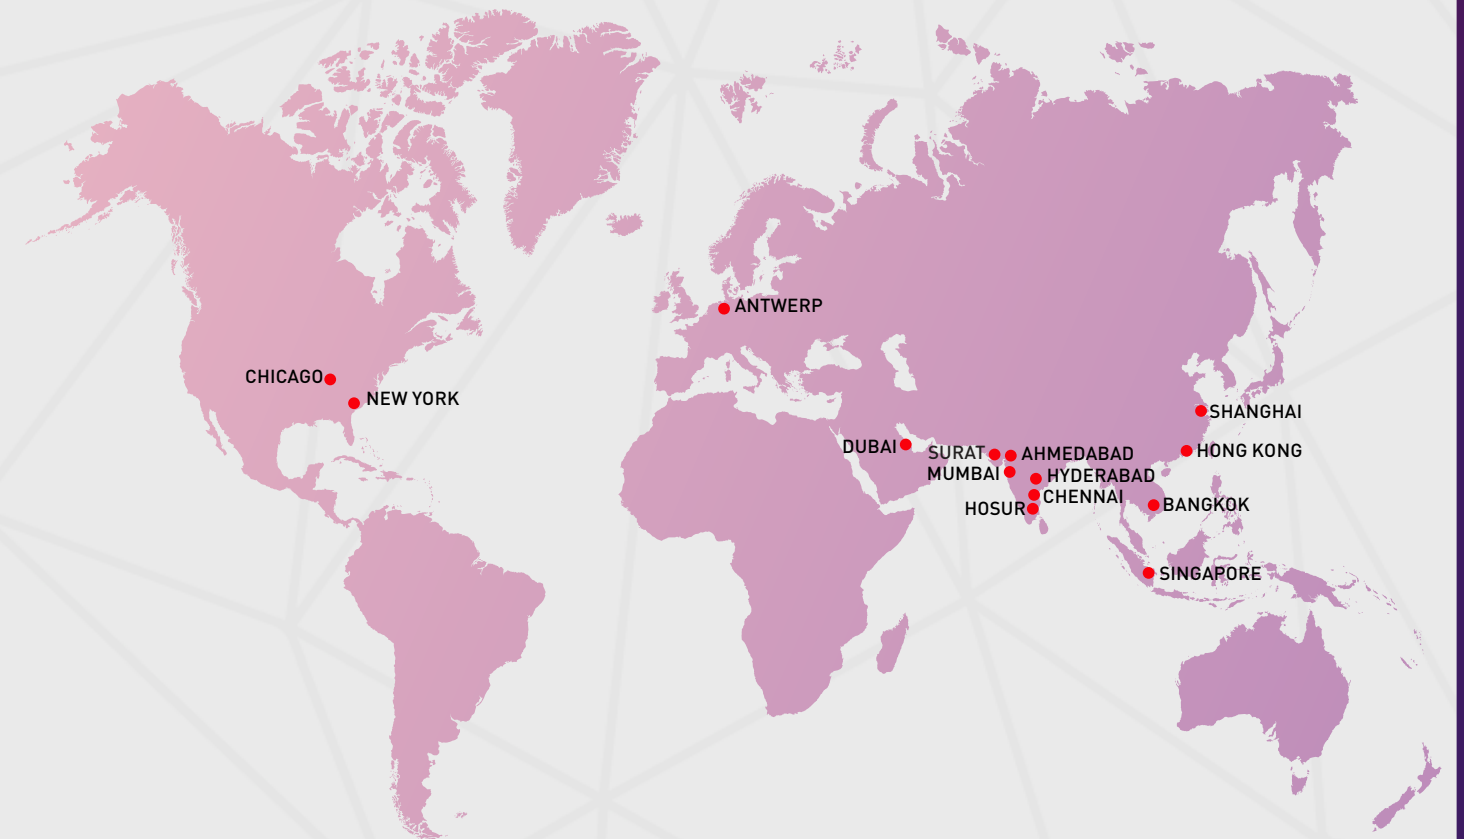 ANTWERP
CHICAGO
NEW YORK
SHANGHAI
DUBAI
SURAT
AHMEDABAD
HONG KONG
MUMBAI
HYDERABAD
CHENNAI
HOSUR
BANGKOK
SINGAPORE